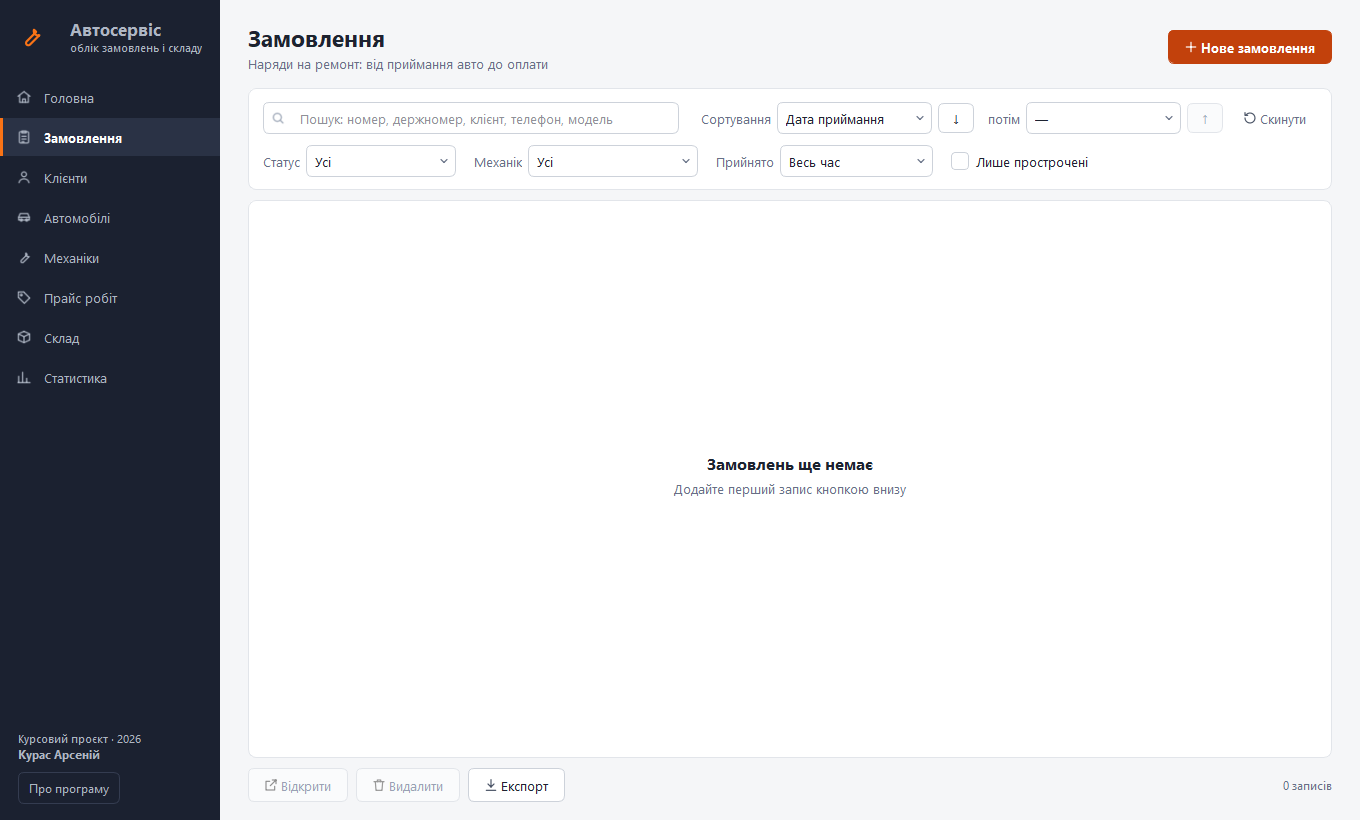 Автосервіс
облік замовлень і складу
Головна
Замовлення
Клієнти
Автомобілі
Механіки
Прайс робіт
Склад
Статистика
Курсовий проєкт · 2026
Курас Арсеній
Про програму
Замовлення
Наряди на ремонт: від приймання авто до оплати
+ Нове замовлення
Пошук: номер, держномер, клієнт, телефон, модель
Сортування Дата приймання ↓ потім — ↑ Скинути
Статус Усі Механік Усі Прийнято Весь час Лише прострочені
Замовлень ще немає
Додайте перший запис кнопкою внизу
Відкрити Видалити Експорт 0 записів